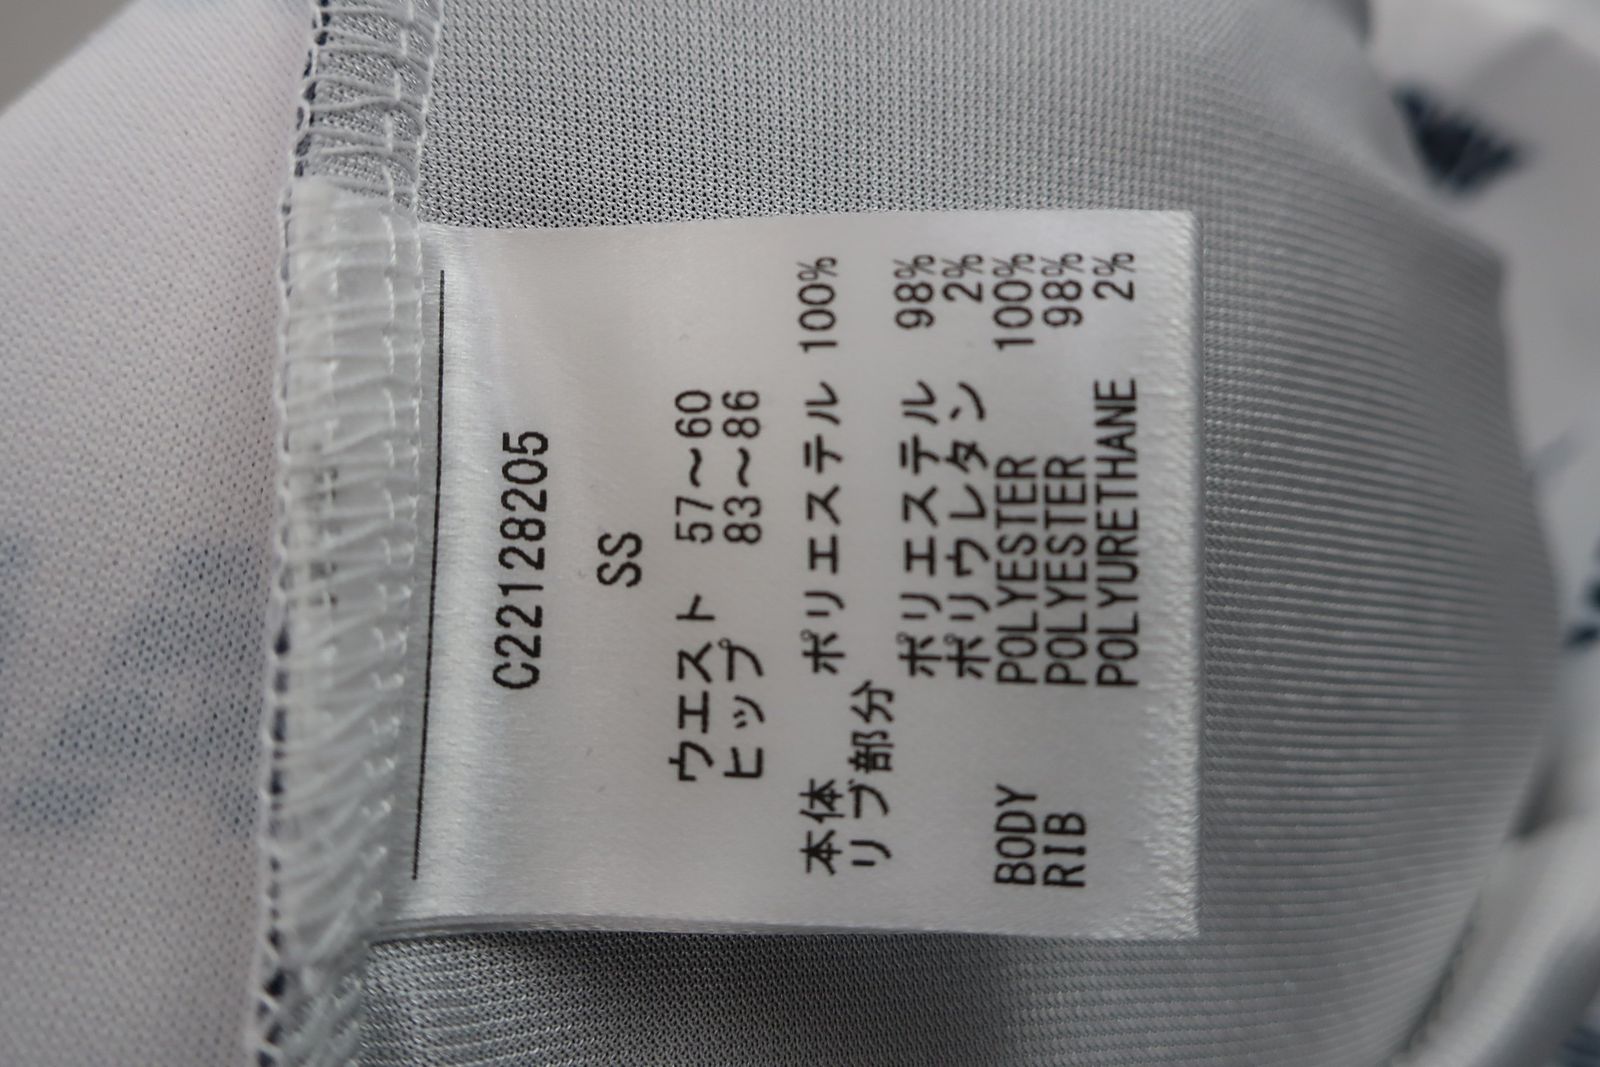 C22128205
SS
ウエスト 57～60
ヒップ 83～86
本体 ポリエステル 100%
リブ部分
ポリエステル 98%
ポリウレタン 2%
BODY POLYESTER 100%
RIB POLYESTER 98%
POLYURETHANE 2%